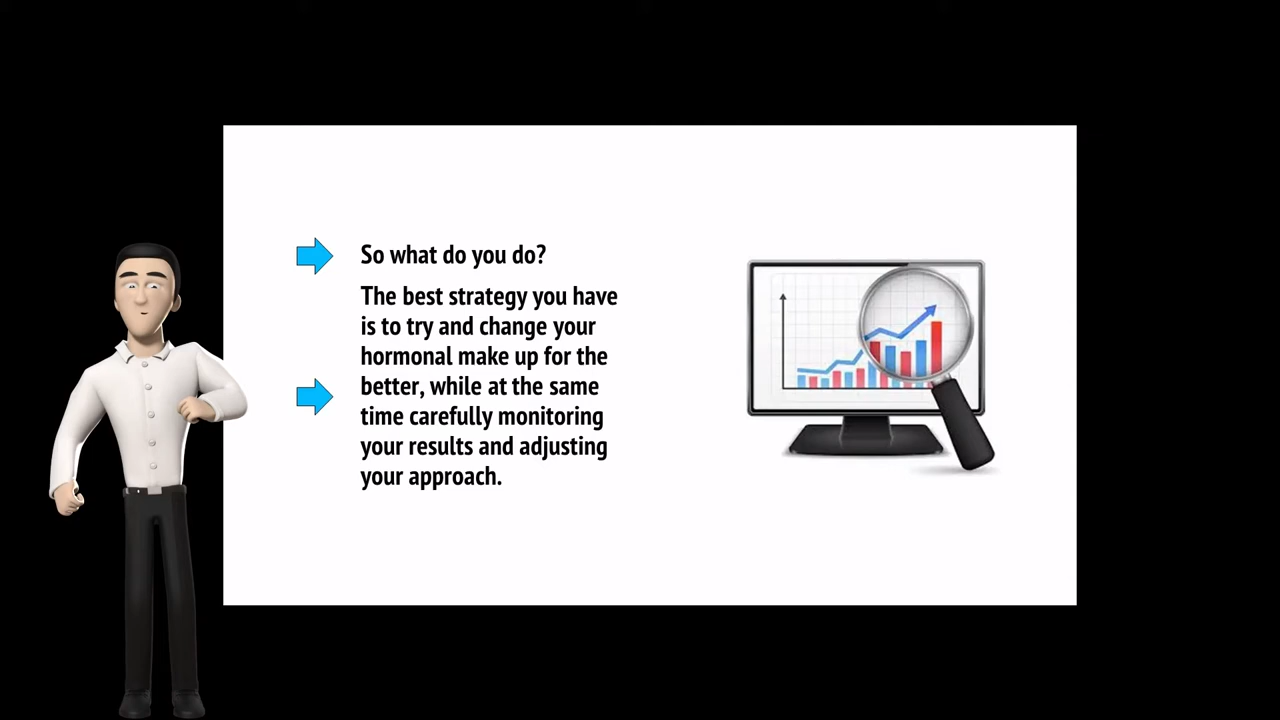 So what do you do?
The best strategy you have
is to try and change your
hormonal make up for the
better, while at the same
time carefully monitoring
your results and adjusting
your approach.